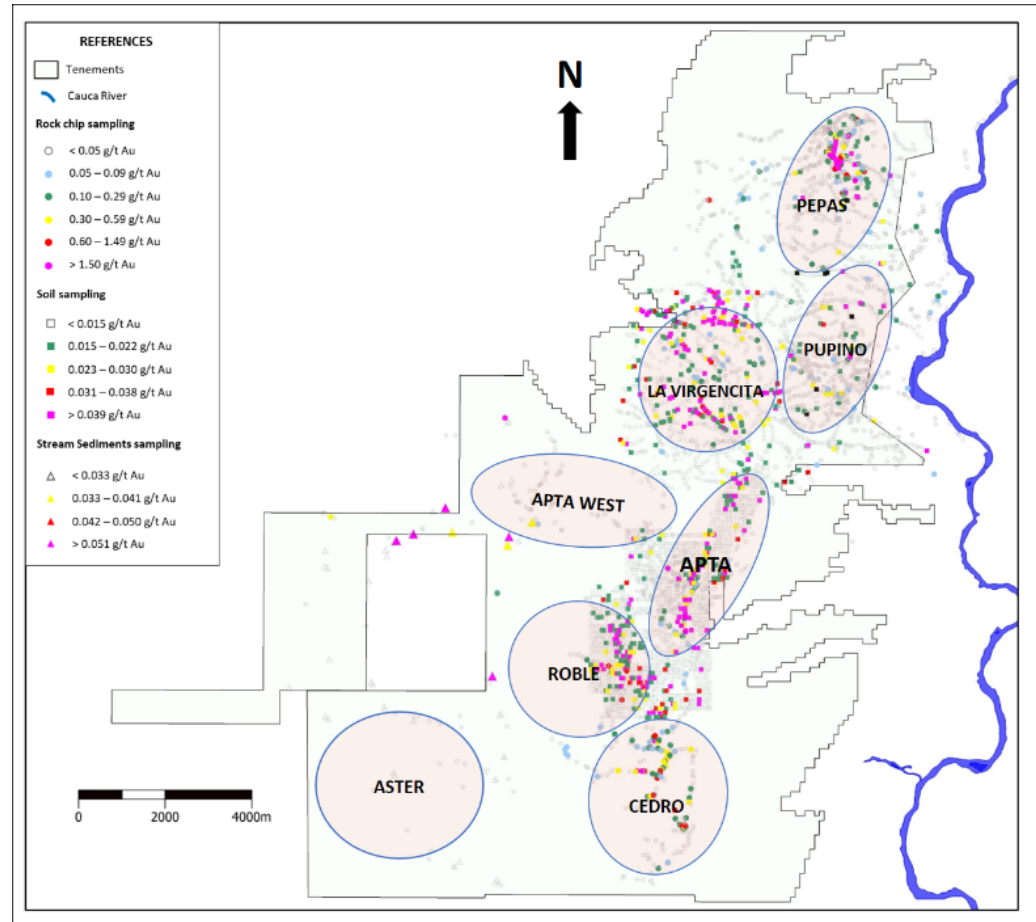 REFERENCES
Tenements
Cauca River
Rock chip sampling
< 0.05 g/t Au
0.05 – 0.09 g/t Au
0.10 – 0.29 g/t Au
0.30 – 0.59 g/t Au
0.60 – 1.49 g/t Au
> 1.50 g/t Au
Soil sampling
< 0.015 g/t Au
0.015 – 0.022 g/t Au
0.023 – 0.030 g/t Au
0.031 – 0.038 g/t Au
> 0.039 g/t Au
Stream Sediments sampling
< 0.033 g/t Au
0.033 – 0.041 g/t Au
0.042 – 0.050 g/t Au
> 0.051 g/t Au
N
PEPAS
PUPINO
LA VIRGENCITA
APTA WEST
APTA
ROBLE
ASTER
CEDRO
0 2000 4000m